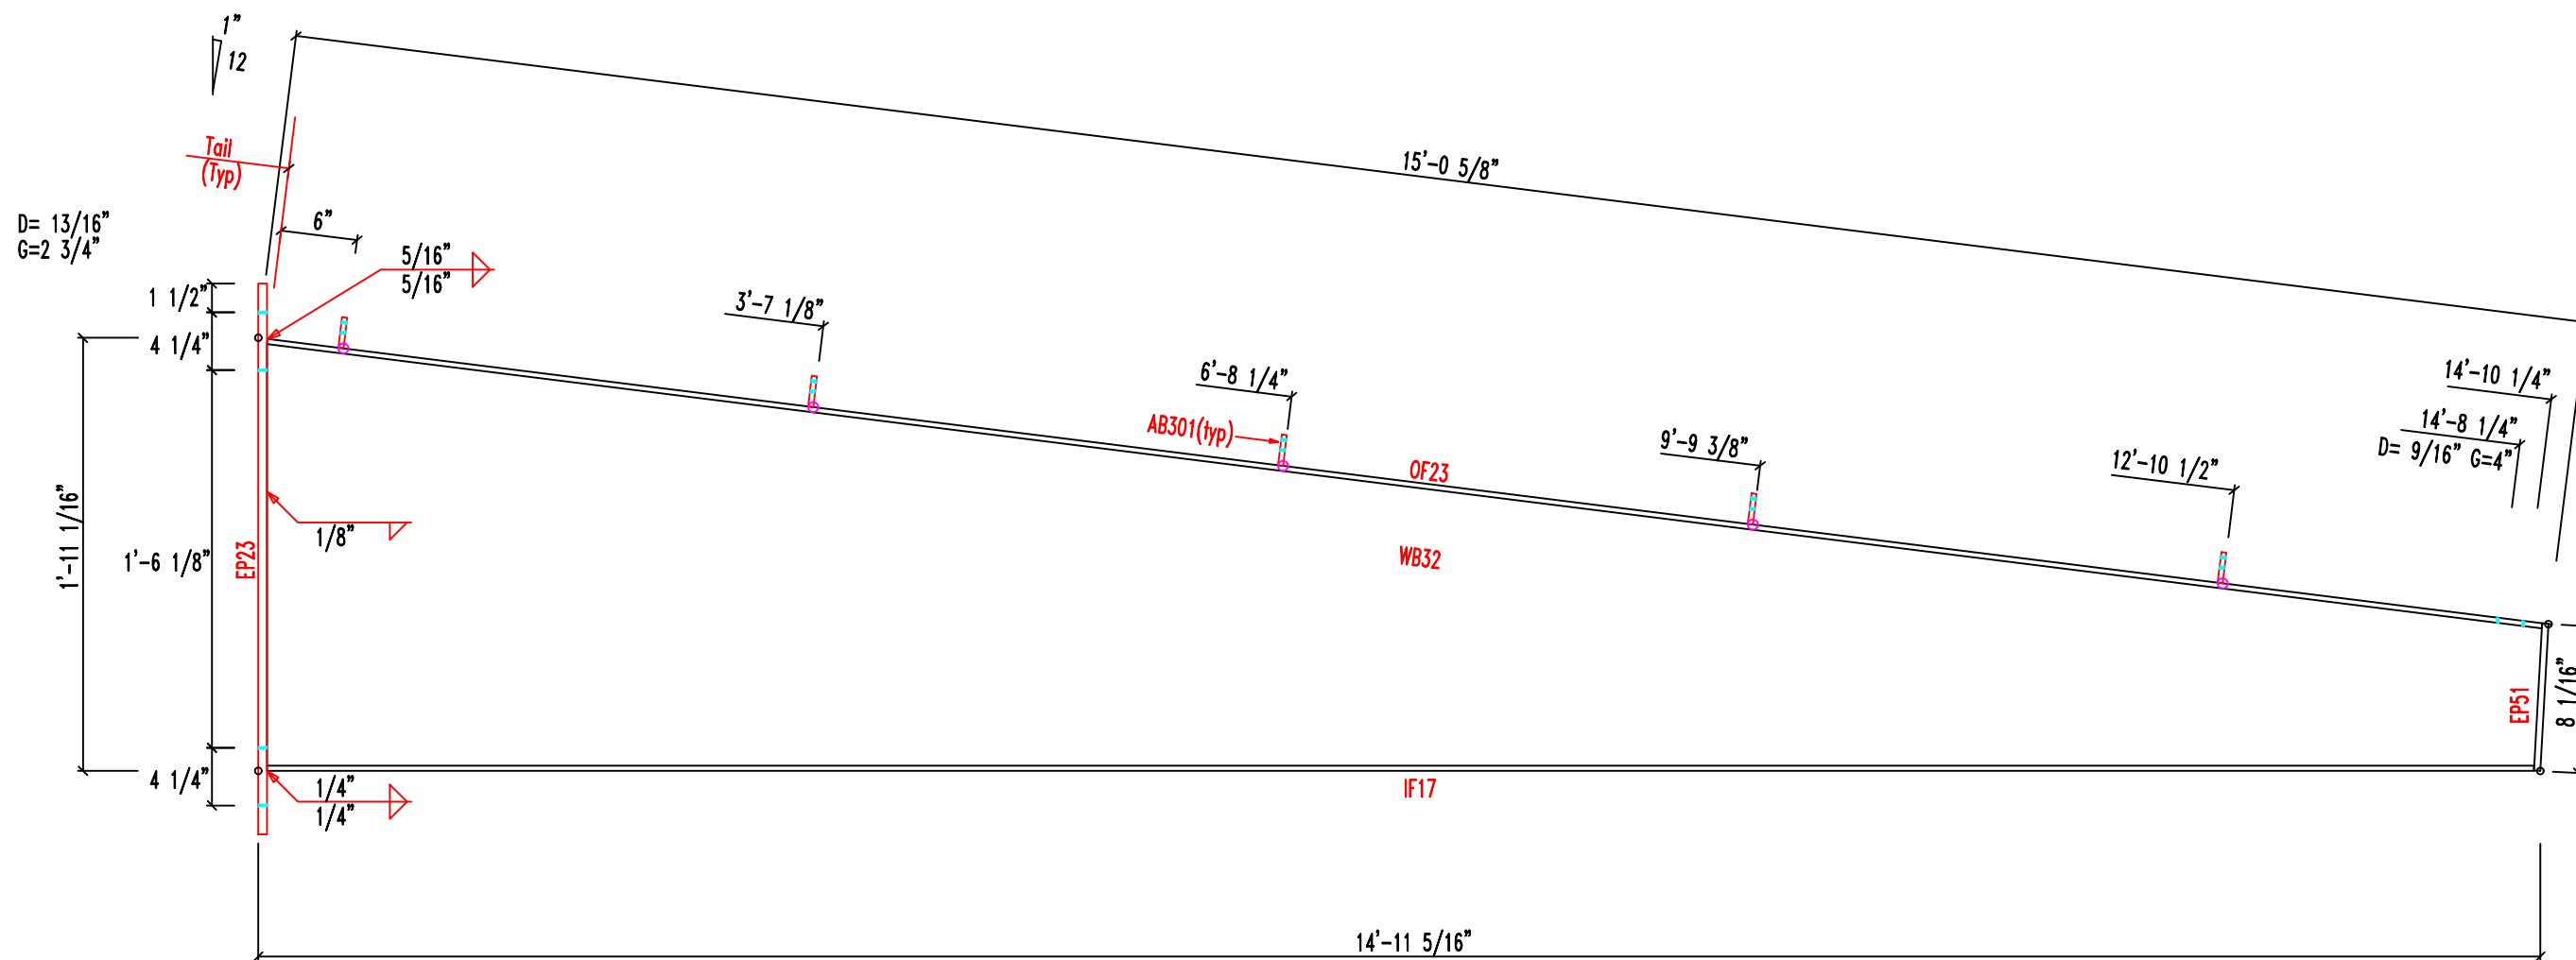 1"
12
15'-0 5/8"
Tail
(Typ)
D= 13/16"
G=2 3/4"
6"
5/16"
5/16"
1 1/2"
4 1/4"
3'-7 1/8"
6'-8 1/4"
AB301(typ)
9'-9 3/8"
12'-10 1/2"
14'-10 1/4"
14'-8 1/4"
D= 9/16" G=4"
OF23
WB32
1'-11 1/16"
1'-6 1/8"
EP23
1/8"
EP51
8 1/16"
4 1/4"
1/4"
1/4"
IF17
14'-11 5/16"